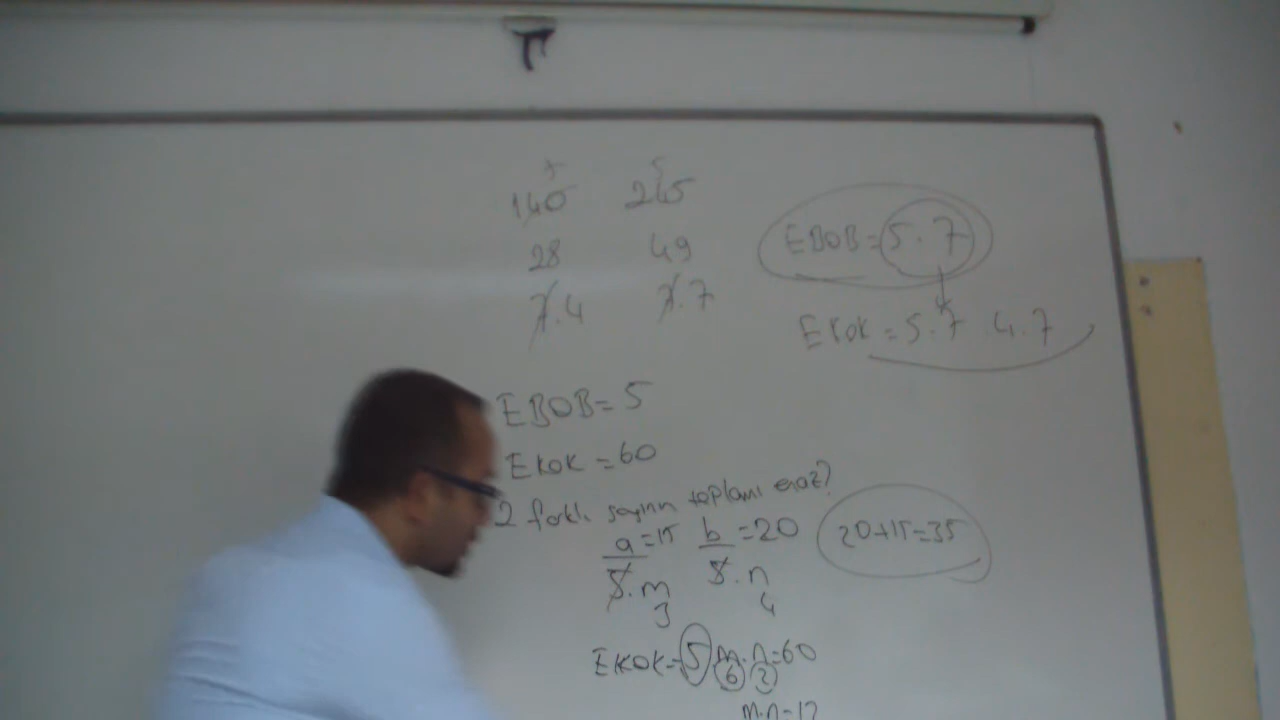 π
140 245
28 49
7.4 7.7
EBOB=5.7
EKOK=5.7 4.7
EBOB=5
EKOK=60
2 farklı sayının toplamı enaz?
a=15 b=20
5.m 5.n
3 4
20+15=35
EKOK=5 m.n=60
6 2
m.n=12